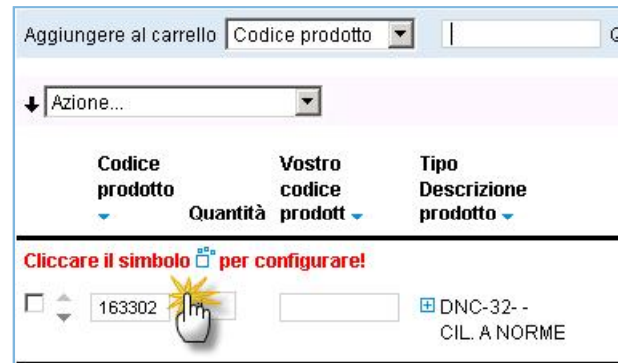 Aggiungere al carrello Codice prodotto Q
Azione...
Codice Vostro Tipo
prodotto codice Descrizione
Quantità prodott prodotto
Cliccare il simbolo per configurare!
163302 DNC-32- -
CIL. A NORME